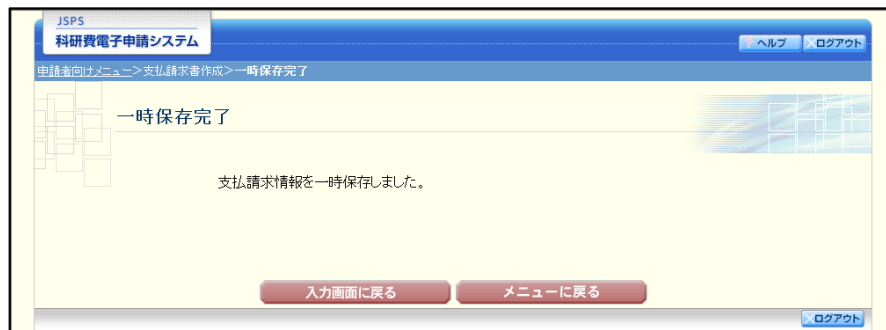 JSPS
科研費電子申請システム
? ヘルプ
×ログアウト
申請者向けメニュー>支払請求書作成>一時保存完了
一時保存完了
支払請求情報を一時保存しました。
入力画面に戻る
メニューに戻る
×ログアウト